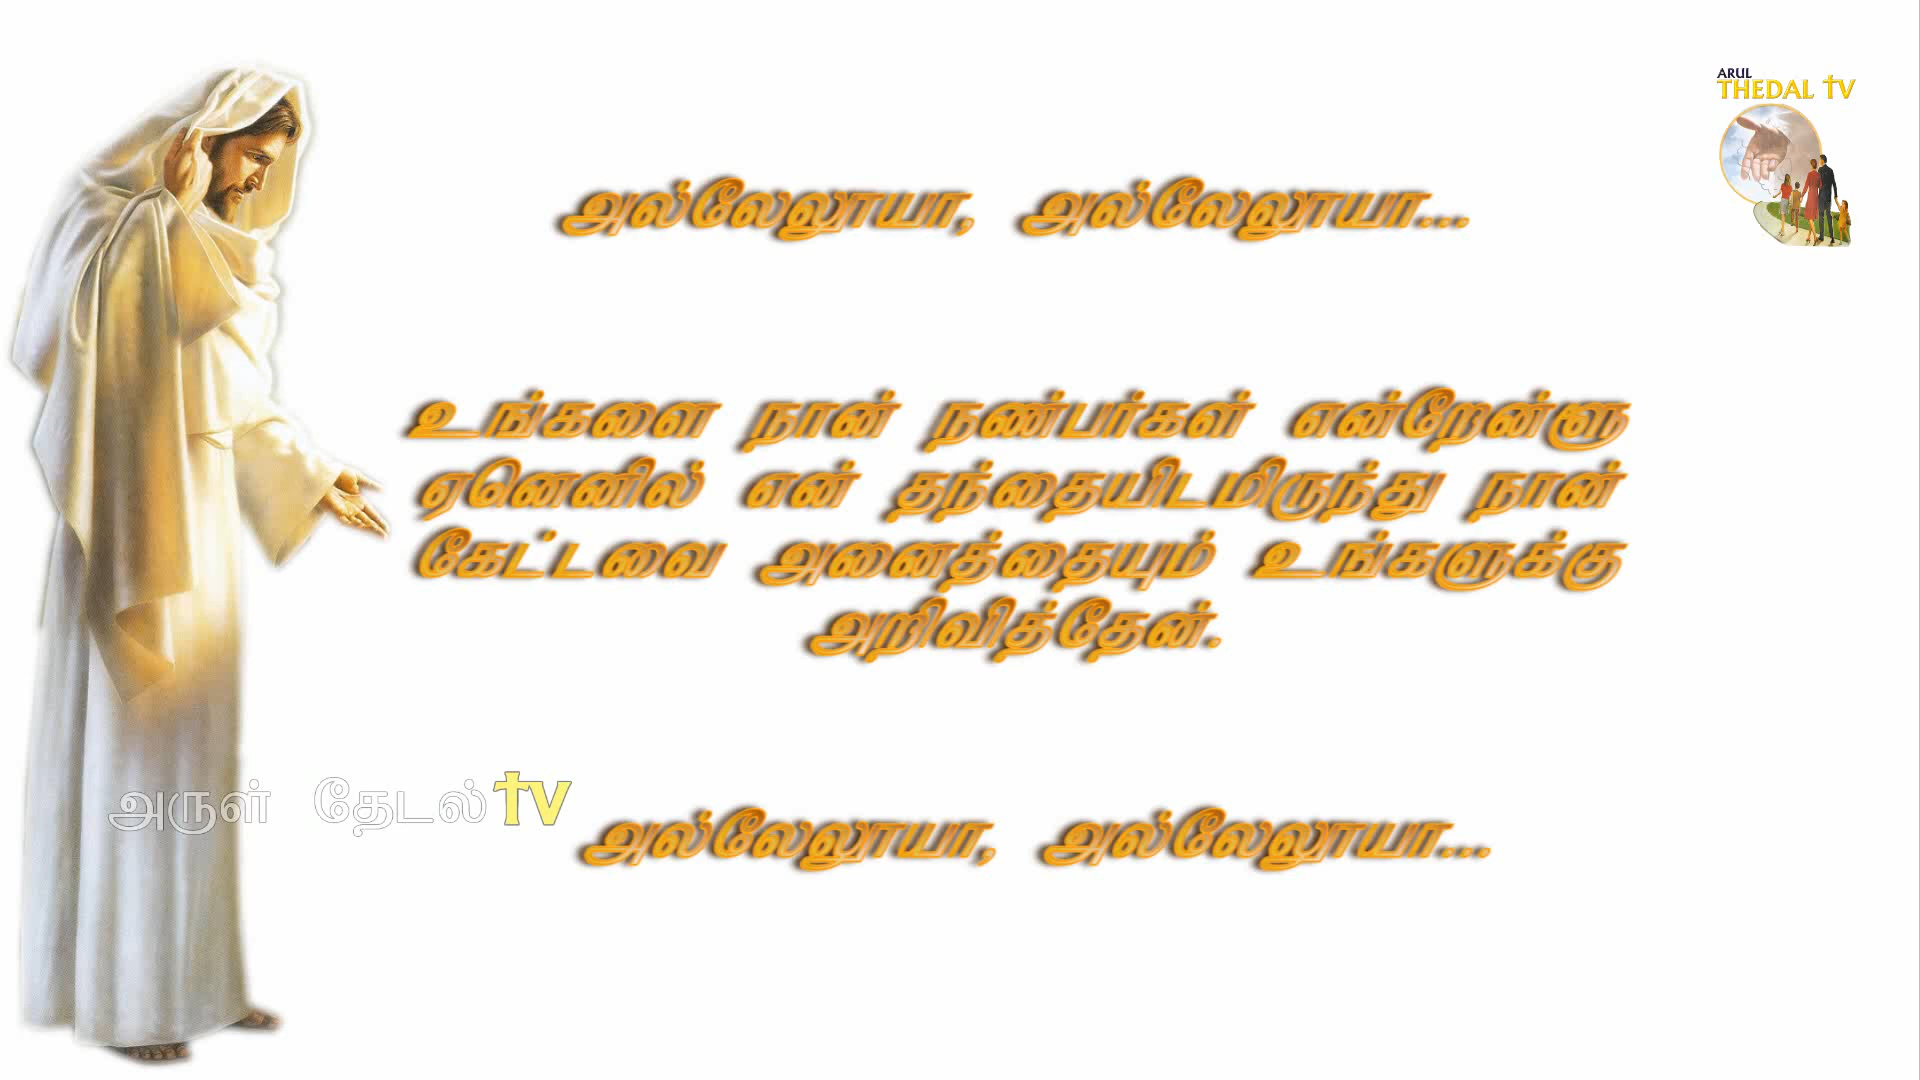 ARUL
THEDAL TV
அல்லேலூயா, அல்லேலூயா...
உங்களை நான் நண்பர்கள் என்றேன்ளு
ஏனெனில் என் தந்தையிடமிருந்து நான்
கேட்டவை அனைத்தையும் உங்களுக்கு
அறிவித்தேன்.
அருள் தேடல் TV
அல்லேலூயா, அல்லேலூயா...